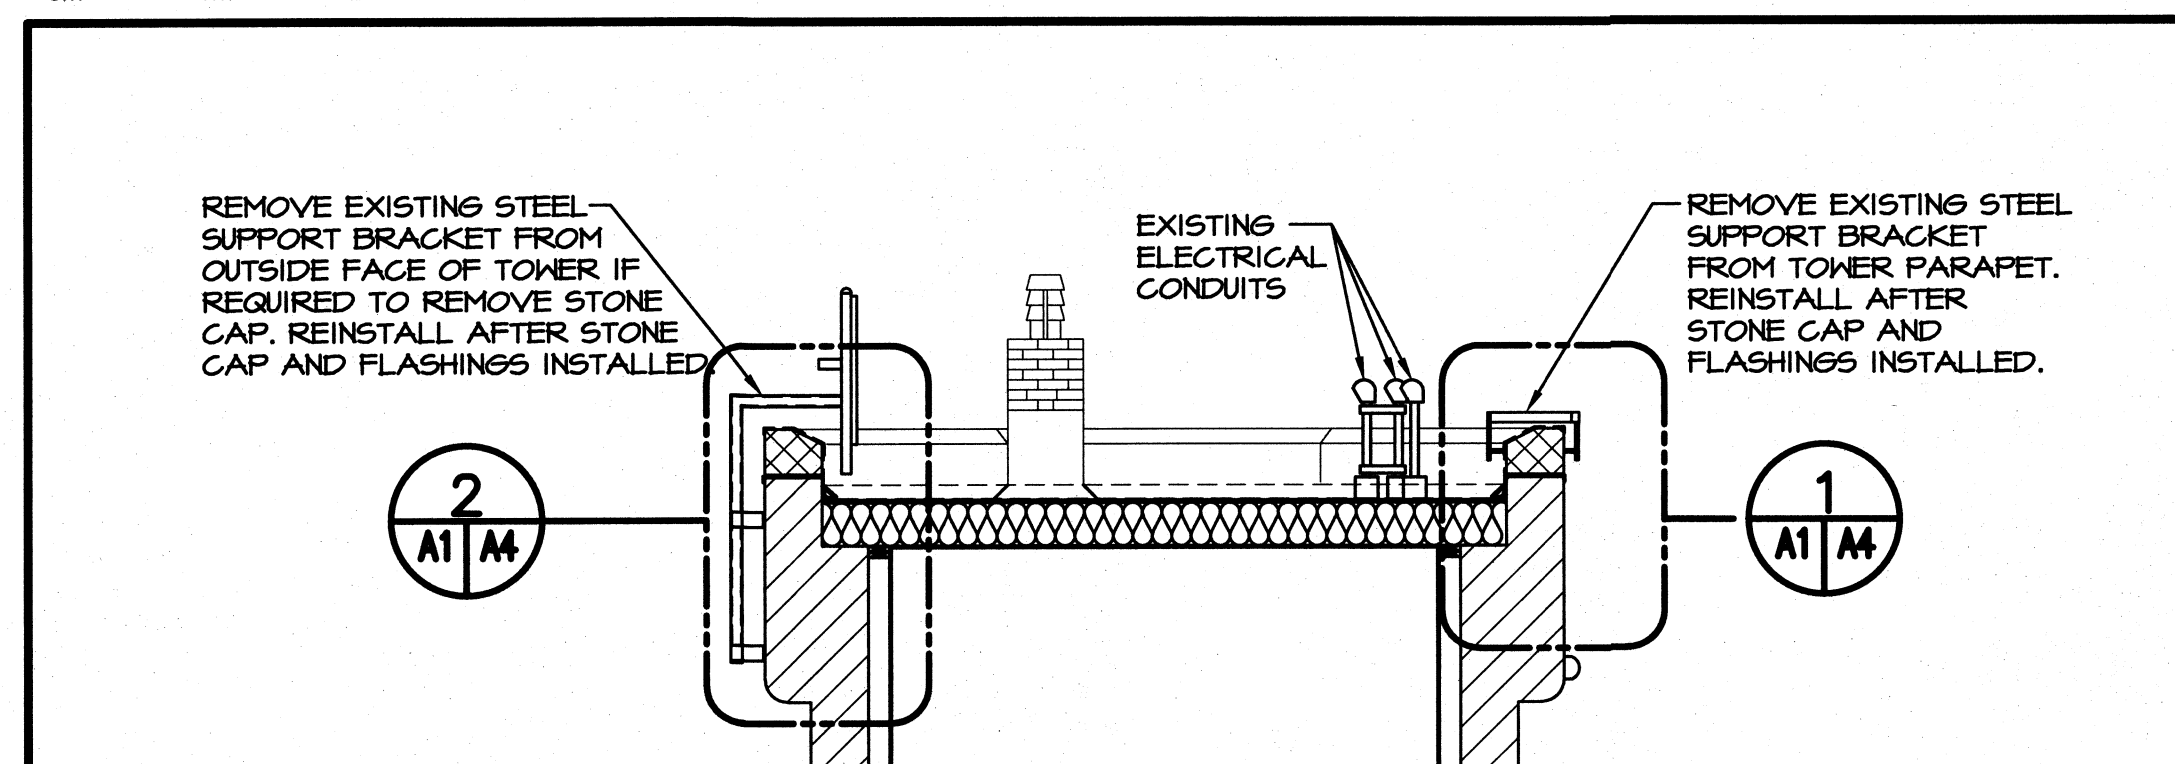 REMOVE EXISTING STEEL
SUPPORT BRACKET FROM
OUTSIDE FACE OF TOWER IF
REQUIRED TO REMOVE STONE
CAP. REINSTALL AFTER STONE
CAP AND FLASHINGS INSTALLED.
EXISTING
ELECTRICAL
CONDUITS
REMOVE EXISTING STEEL
SUPPORT BRACKET
FROM TOWER PARAPET.
REINSTALL AFTER
STONE CAP AND
FLASHINGS INSTALLED.
2
A1 A4
1
A1 A4